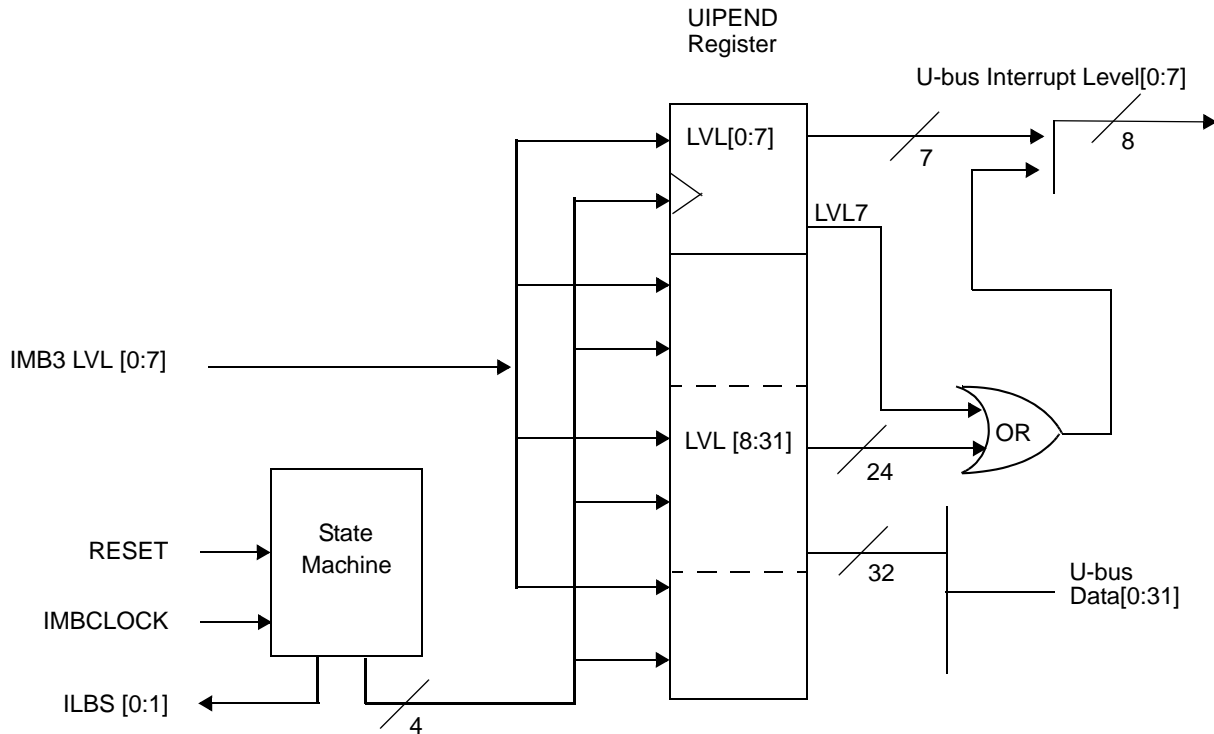 UIPEND
Register
U-bus Interrupt Level[0:7]
LVL[0:7]
7
8
LVL7
IMB3 LVL [0:7]
LVL [8:31]
OR
24
State
Machine
RESET
32
U-bus
Data[0:31]
IMBCLOCK
ILBS [0:1]
4